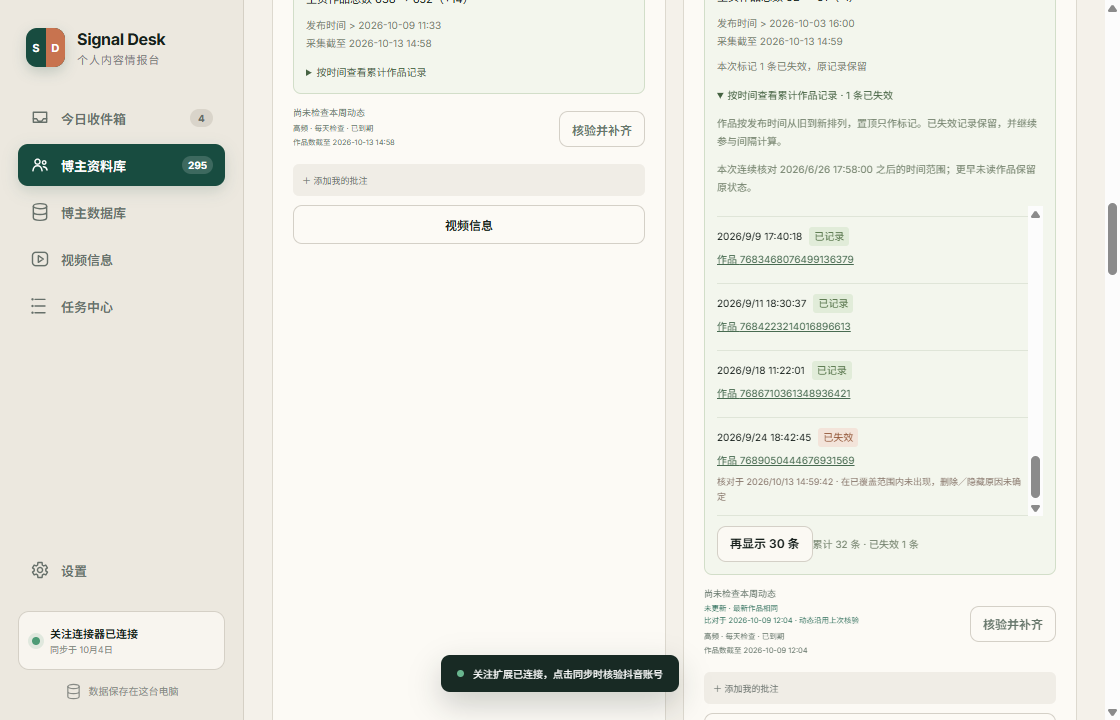 S D
Signal Desk
个人内容情报台
今日收件箱 4
博主资料库 295
博主数据库
视频信息
任务中心
设置
关注连接器已连接
同步于 10月4日
数据保存在这台电脑
发布时间 > 2026-10-09 11:33
采集截至 2026-10-13 14:58
▶ 按时间查看累计作品记录
尚未检查本周动态
高频 · 每天检查 · 已到期
作品数截至 2026-10-13 14:58
核验并补齐
+ 添加我的批注
视频信息
发布时间 > 2026-10-03 16:00
采集截至 2026-10-13 14:59
本次标记 1 条已失效，原记录保留
▼ 按时间查看累计作品记录 · 1 条已失效
作品按发布时间从旧到新排列，置顶只作标记。已失效记录保留，并继续
参与间隔计算。
本次连续核对 2026/6/26 17:58:00 之后的时间范围；更早未读作品保留
原状态。
2026/9/9 17:40:18 已记录
作品 7683468076499136379
2026/9/11 18:30:37 已记录
作品 7684223214016896613
2026/9/18 11:22:01 已记录
作品 7686710361348936421
2026/9/24 18:42:45 已失效
作品 7689050444676931569
核对于 2026/10/13 14:59:42 · 在已覆盖范围内未出现，删除／隐藏原因未确
定
再显示 30 条
累计 32 条 · 已失效 1 条
尚未检查本周动态
未更新 · 最新作品相同
比对于 2026-10-09 12:04 · 动态沿用上次核验
高频 · 每天检查 · 已到期
作品数截至 2026-10-09 12:04
核验并补齐
+ 添加我的批注
关注扩展已连接，点击同步时核验抖音账号